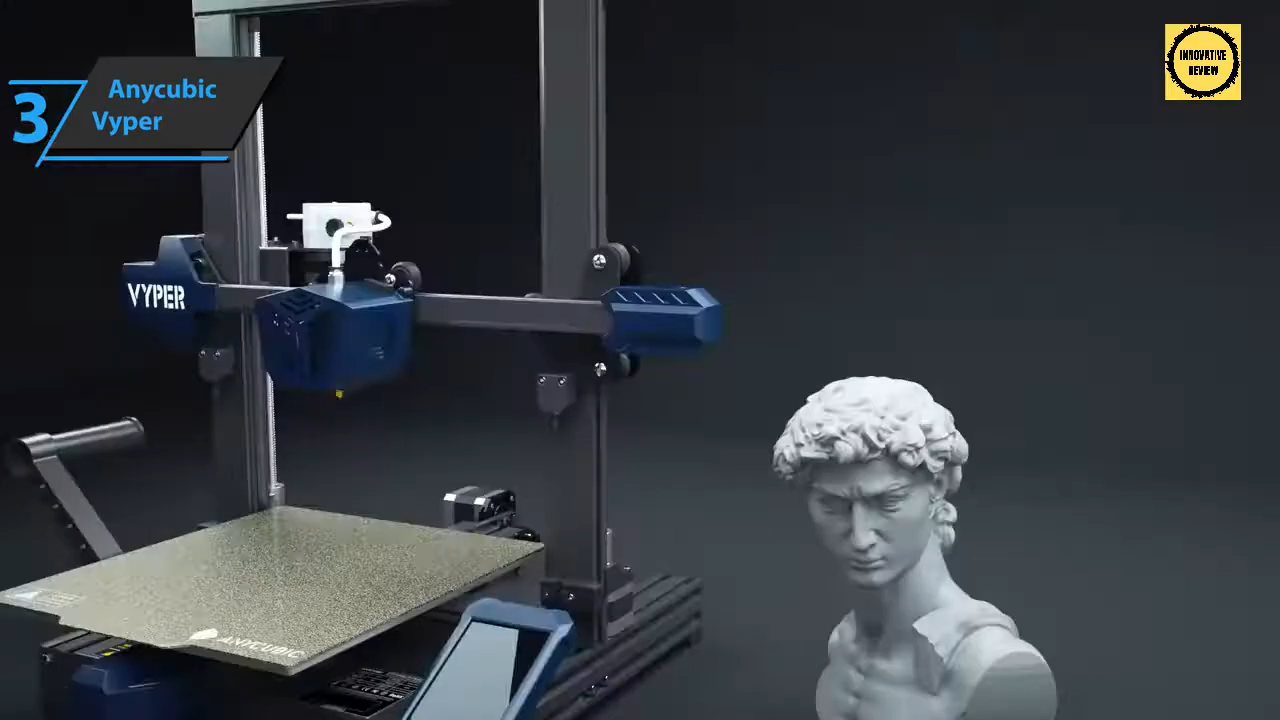 3
Anycubic
Vyper
INNOVATIVE
REVIEW
VYPER
ANYCUBIC